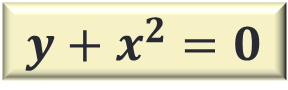 y + x² = 0